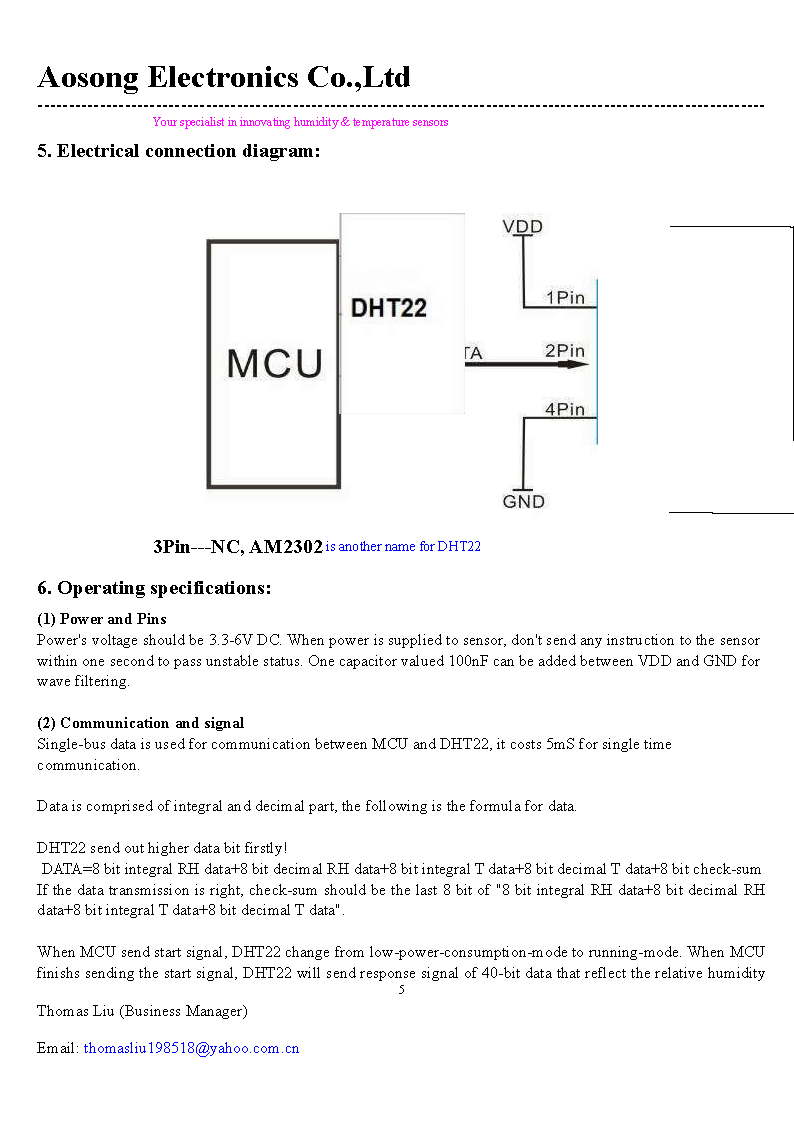 Aosong Electronics Co.,Ltd
--------------------------------------------------------------------------------
Your specialist in innovating humidity & temperature sensors
5. Electrical connection diagram:
VDD
1Pin
DHT22
MCU
TA
2Pin
4Pin
GND
3Pin---NC, AM2302 is another name for DHT22
6. Operating specifications:
(1) Power and Pins
Power's voltage should be 3.3-6V DC. When power is supplied to sensor, don't send any instruction to the sensor
within one second to pass unstable status. One capacitor valued 100nF can be added between VDD and GND for
wave filtering.
(2) Communication and signal
Single-bus data is used for communication between MCU and DHT22, it costs 5mS for single time
communication.
Data is comprised of integral and decimal part, the following is the formula for data.
DHT22 send out higher data bit firstly!
DATA=8 bit integral RH data+8 bit decimal RH data+8 bit integral T data+8 bit decimal T data+8 bit check-sum
If the data transmission is right, check-sum should be the last 8 bit of "8 bit integral RH data+8 bit decimal RH
data+8 bit integral T data+8 bit decimal T data".
When MCU send start signal, DHT22 change from low-power-consumption-mode to running-mode. When MCU
finishs sending the start signal, DHT22 will send response signal of 40-bit data that reflect the relative humidity
5
Thomas Liu (Business Manager)
Email: thomasliu198518@yahoo.com.cn